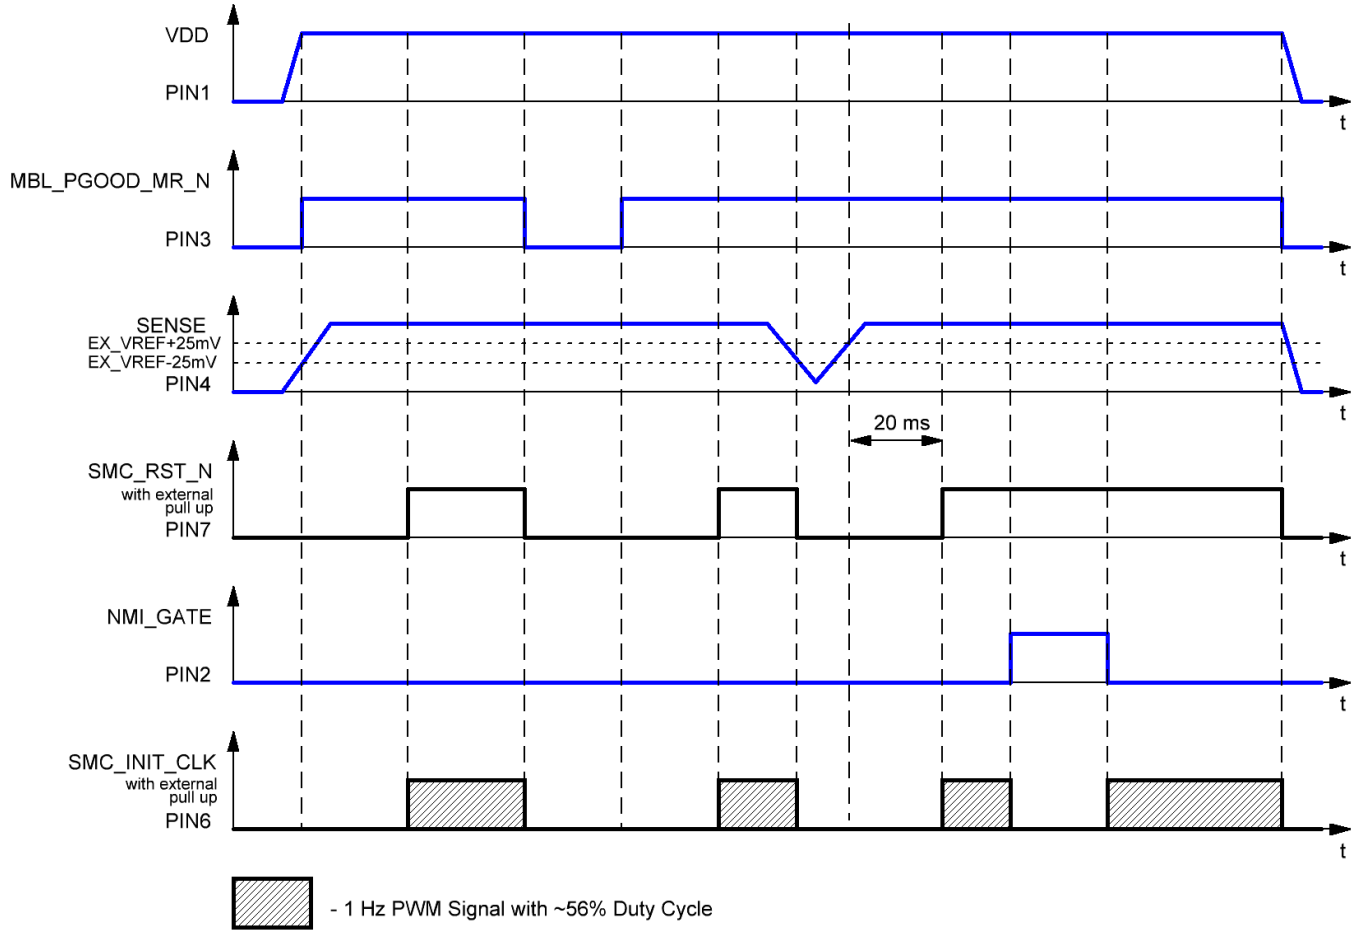 VDD
PIN1
t
MBL_PGOOD_MR_N
PIN3
t
SENSE
EX_VREF+25mV
EX_VREF-25mV
PIN4
t
20 ms
SMC_RST_N
with external
pull up
PIN7
t
NMI_GATE
PIN2
t
SMC_INIT_CLK
with external
pull up
PIN6
t
- 1 Hz PWM Signal with ~56% Duty Cycle